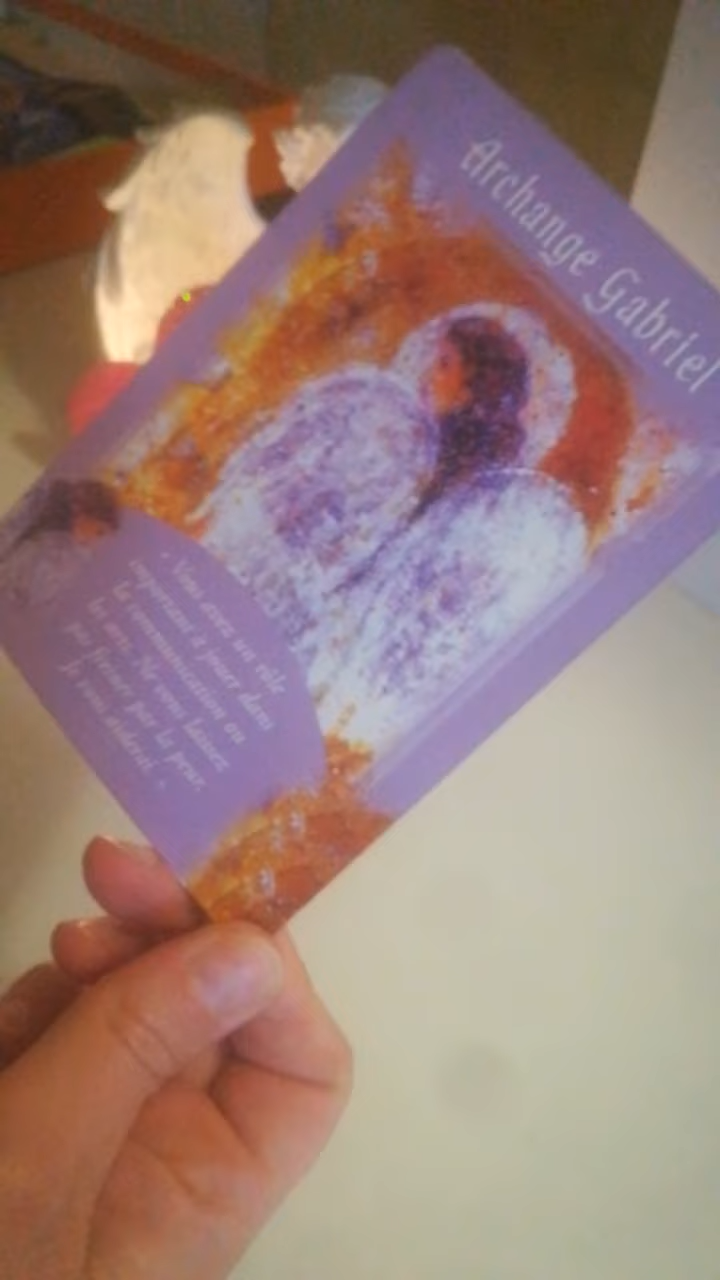 Archange Gabriel
« Vous avez un rôle
important à jouer dans
la communication ou
les arts. Ne vous laissez
pas freiner par la peur.
Je vous aiderai. »